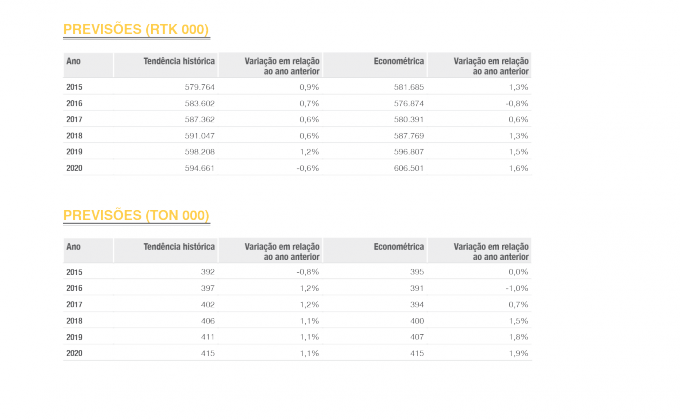 PREVISÕES (RTK 000)
Ano Tendência histórica Variação em relação ao ano anterior Econométrica Variação em relação ao ano anterior
2015 579.764 0,9% 581.685 1,3%
2016 583.602 0,7% 576.874 -0,8%
2017 587.362 0,6% 580.391 0,6%
2018 591.047 0,6% 587.769 1,3%
2019 598.208 1,2% 596.807 1,5%
2020 594.661 -0,6% 606.501 1,6%
PREVISÕES (TON 000)
Ano Tendência histórica Variação em relação ao ano anterior Econométrica Variação em relação ao ano anterior
2015 392 -0,8% 395 0,0%
2016 397 1,2% 391 -1,0%
2017 402 1,2% 394 0,7%
2018 406 1,1% 400 1,5%
2019 411 1,1% 407 1,8%
2020 415 1,1% 415 1,9%